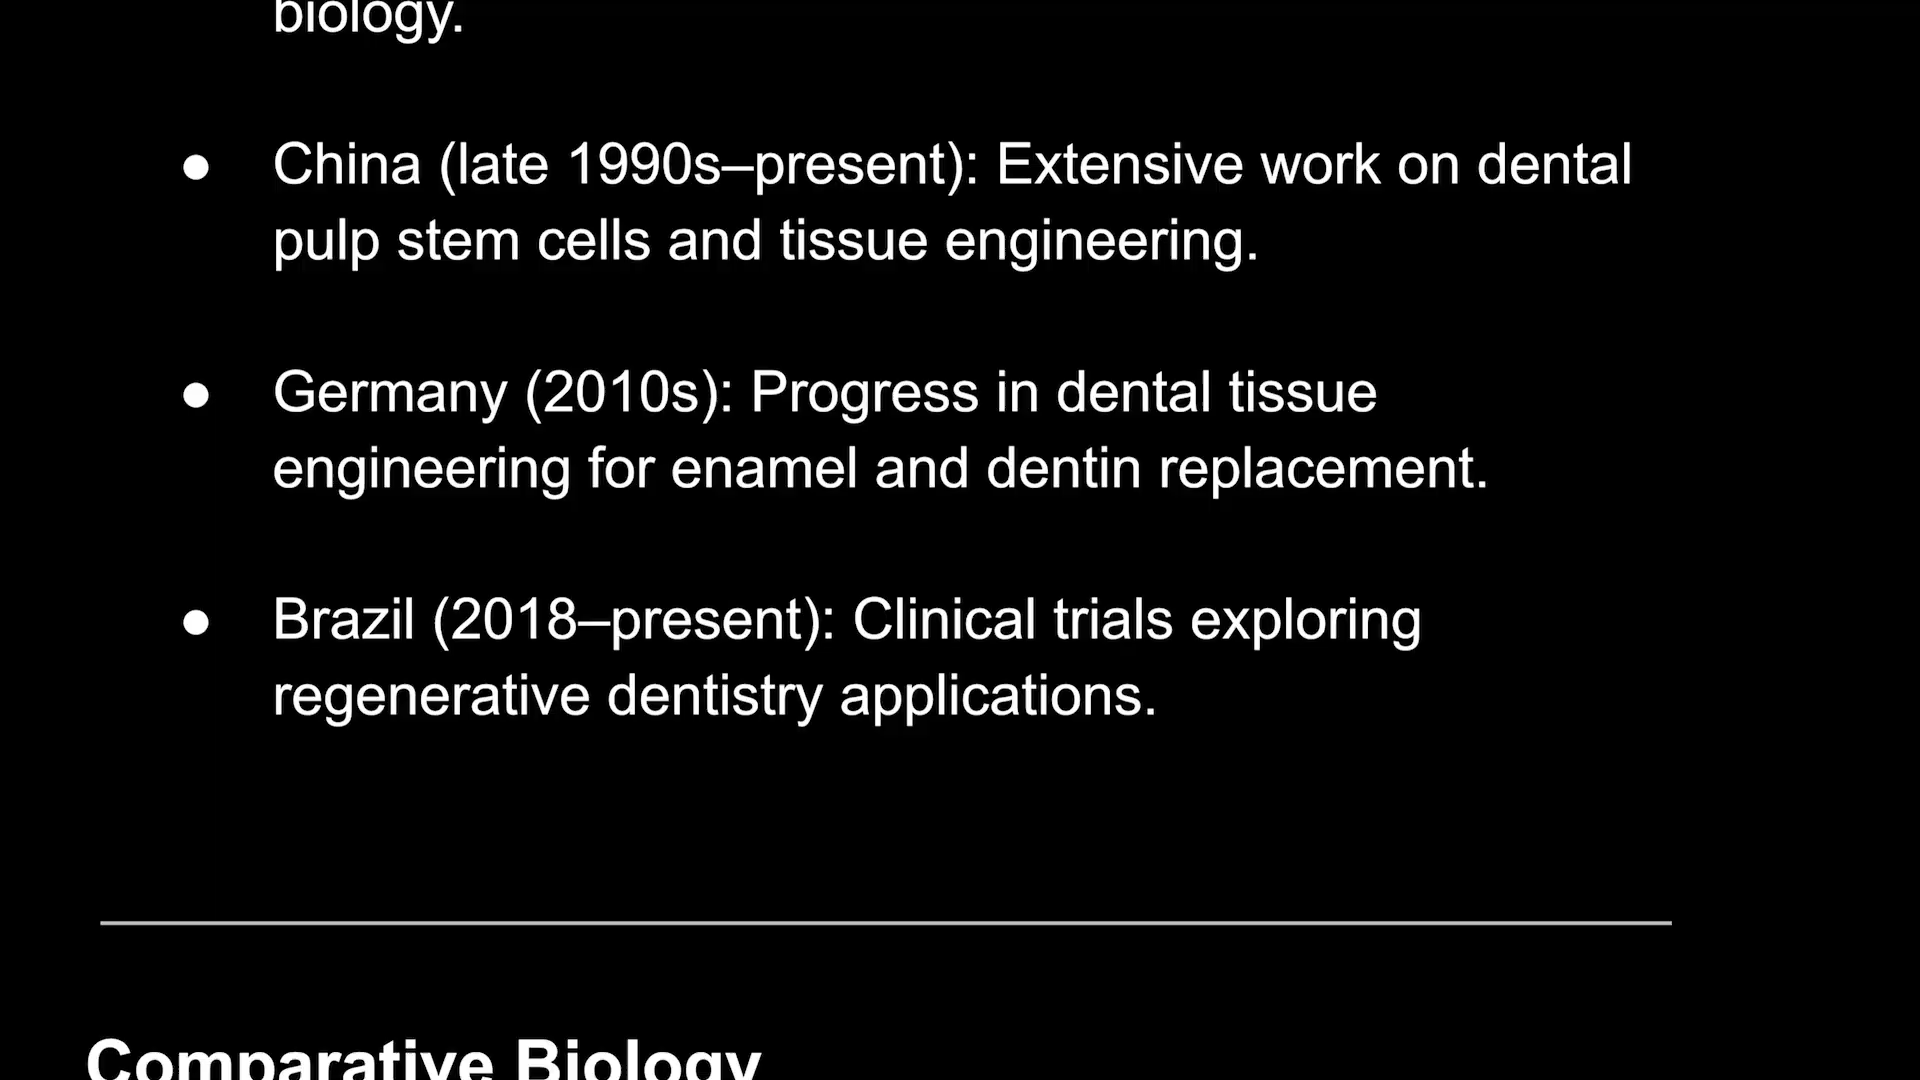 biology.
● China (late 1990s–present): Extensive work on dental
pulp stem cells and tissue engineering.
● Germany (2010s): Progress in dental tissue
engineering for enamel and dentin replacement.
● Brazil (2018–present): Clinical trials exploring
regenerative dentistry applications.
Comparative Biology